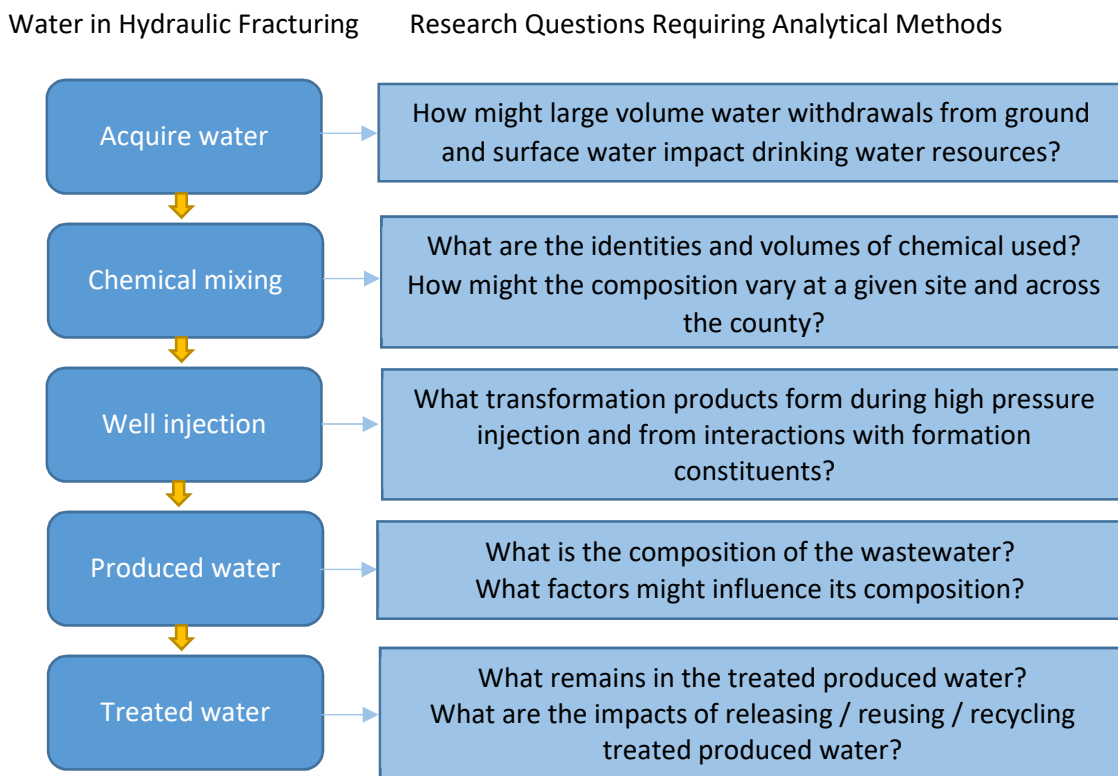 Water in Hydraulic Fracturing
Research Questions Requiring Analytical Methods
Acquire water
How might large volume water withdrawals from ground
and surface water impact drinking water resources?
Chemical mixing
What are the identities and volumes of chemical used?
How might the composition vary at a given site and across
the county?
Well injection
What transformation products form during high pressure
injection and from interactions with formation
constituents?
Produced water
What is the composition of the wastewater?
What factors might influence its composition?
Treated water
What remains in the treated produced water?
What are the impacts of releasing / reusing / recycling
treated produced water?